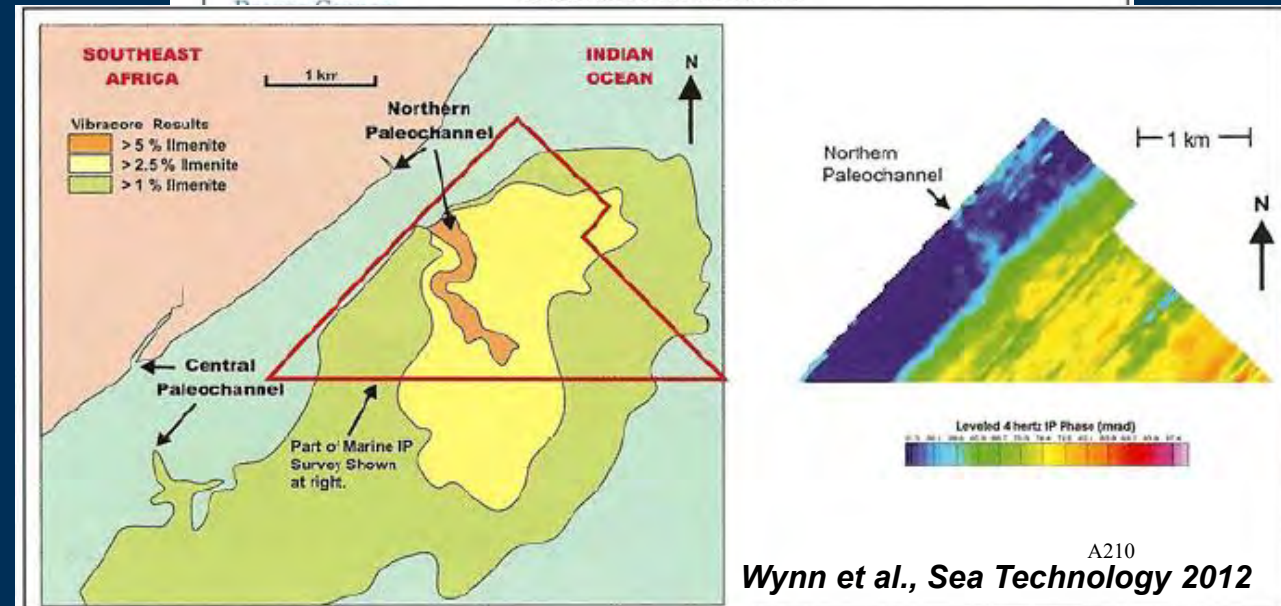 SOUTHEAST
AFRICA
1 km
INDIAN
OCEAN
N
Vibracore Results
> 5 % Ilmenite
> 2.5 % Ilmenite
> 1 % Ilmenite
Northern
Paleochannel
Central
Paleochannel
Part of Marine IP
Survey Shown
at right.
1 km
Northern
Paleochannel
N
Leveled 4 hertz IP Phase (mrad)
A210
Wynn et al., Sea Technology 2012